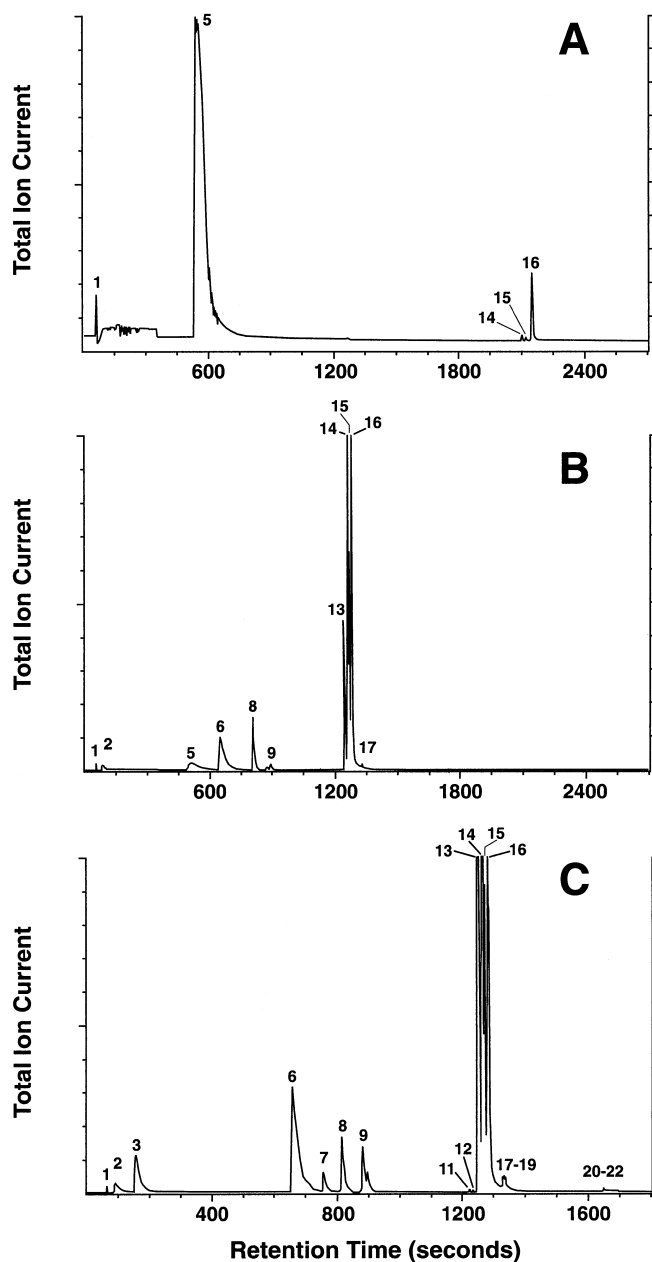 A
Total Ion Current
5
1
16
15
14
600 1200 1800 2400
B
Total Ion Current
15
14 16
13
8
6
1 2 5 9 17
600 1200 1800 2400
C
Total Ion Current
14 15
13 16
6
3 8 9
12
1 2 7 11 17-19 20-22
400 800 1200 1600
Retention Time (seconds)